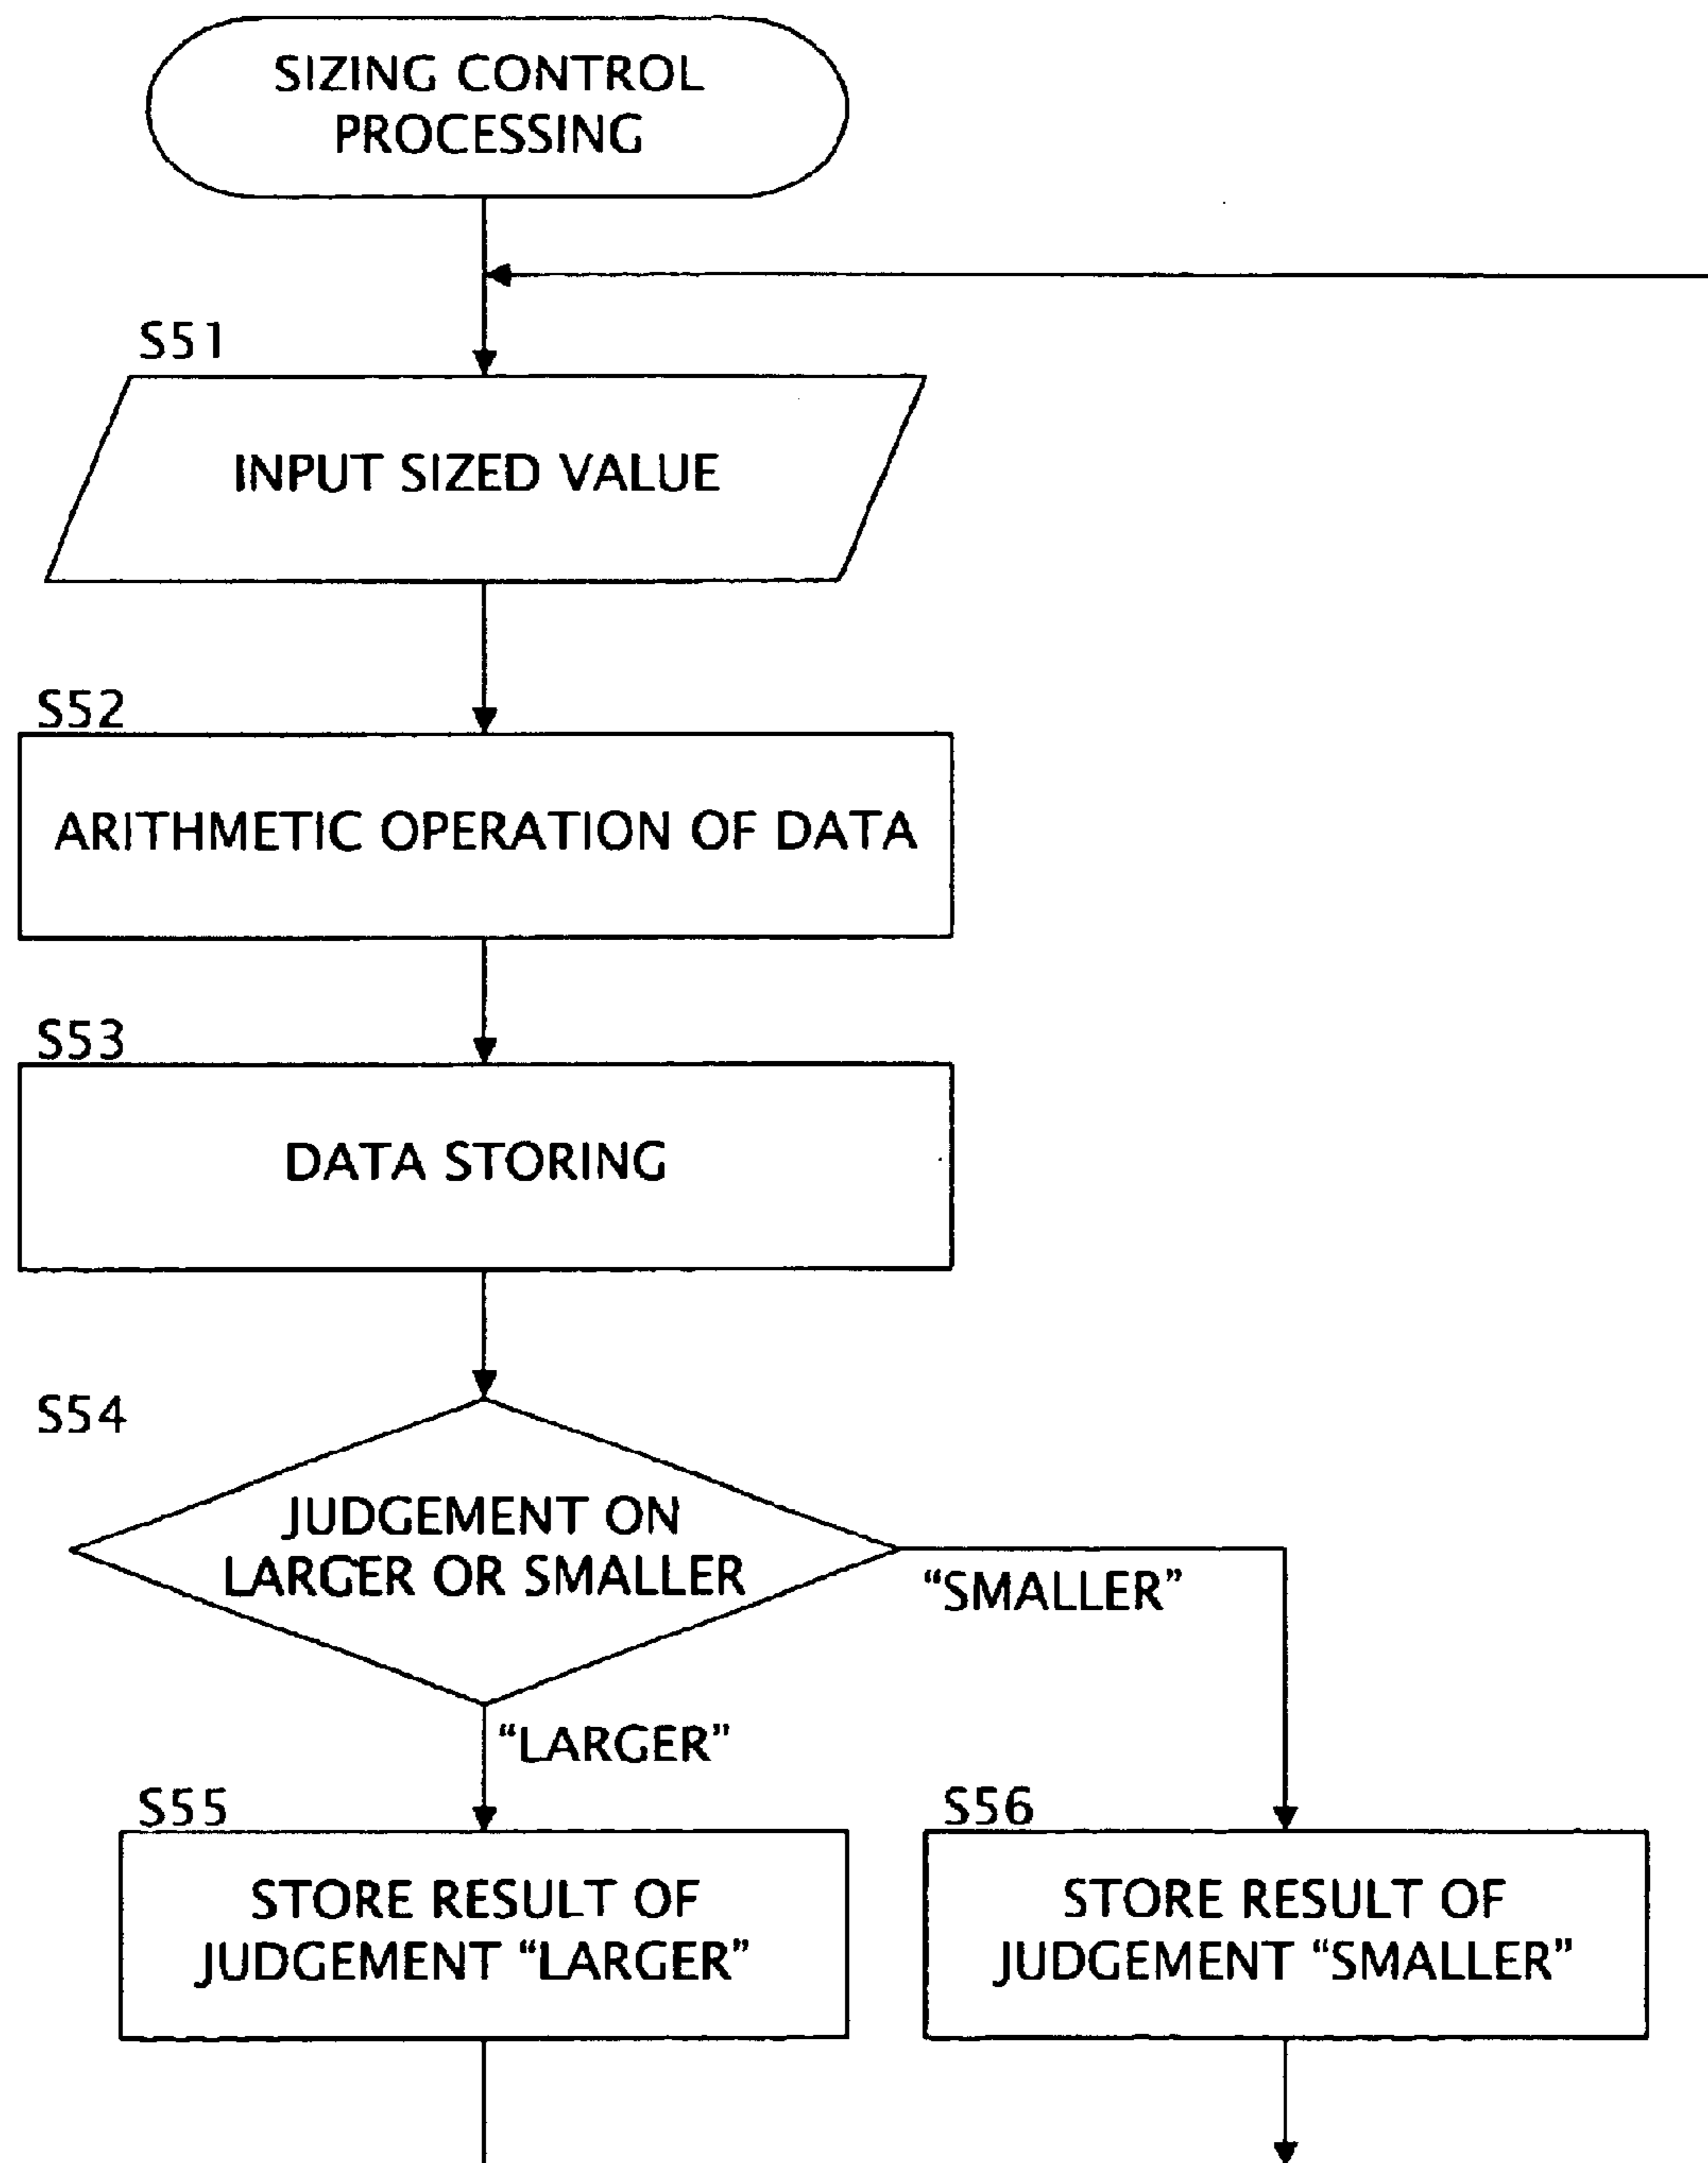 SIZING CONTROL
PROCESSING
S51
INPUT SIZED VALUE
S52
ARITHMETIC OPERATION OF DATA
S53
DATA STORING
S54
JUDGEMENT ON
LARGER OR SMALLER
“SMALLER”
“LARGER”
S55
STORE RESULT OF
JUDGEMENT “LARGER”
S56
STORE RESULT OF
JUDGEMENT “SMALLER”